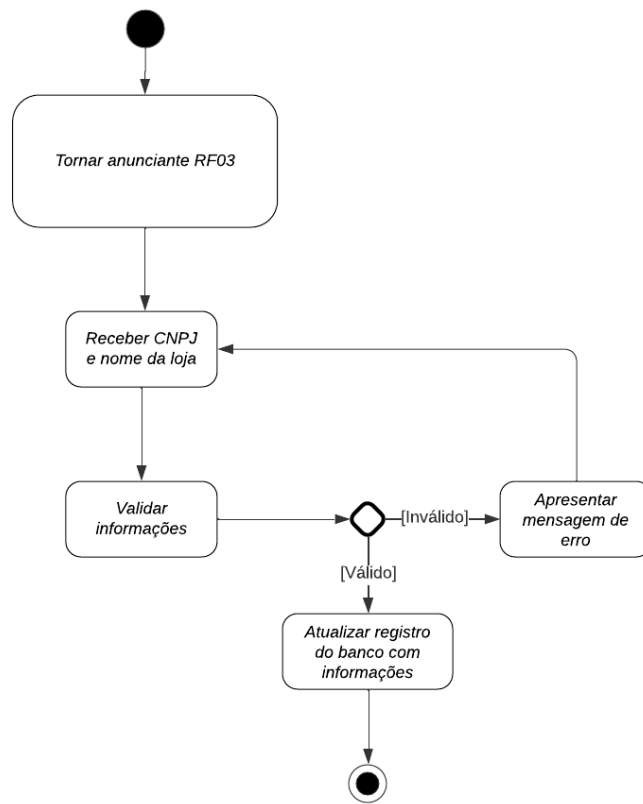 Tornar anunciante RF03
Receber CNPJ
e nome da loja
Validar
informações
[Inválido]
Apresentar
mensagem de
erro
[Válido]
Atualizar registro
do banco com
informações